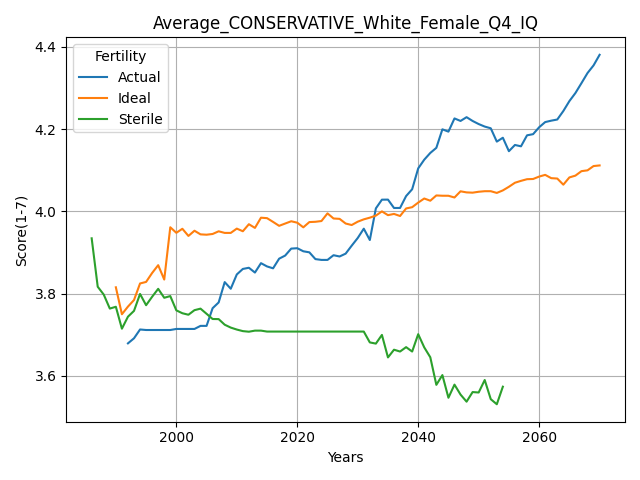 Average_CONSERVATIVE_White_Female_Q4_IQ
Fertility
Actual
Ideal
Sterile
Score(1-7)
4.4
4.2
4.0
3.8
3.6
2000
2020
2040
2060
Years